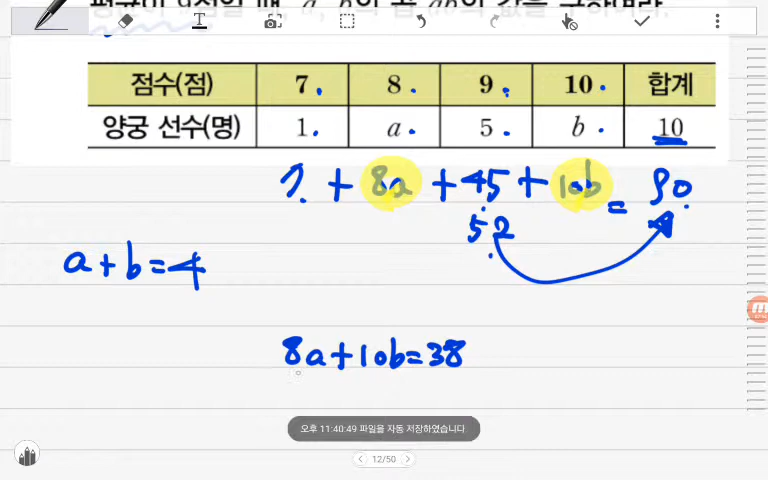 점수(점) 7 8 9 10 합계
양궁 선수(명) 1 a 5 b 10
7 + 8a + 45 + 10b = 90
52
a+b=4
8a+10b=38
오후 11:40:49 파일을 자동 저장하였습니다.
12/50